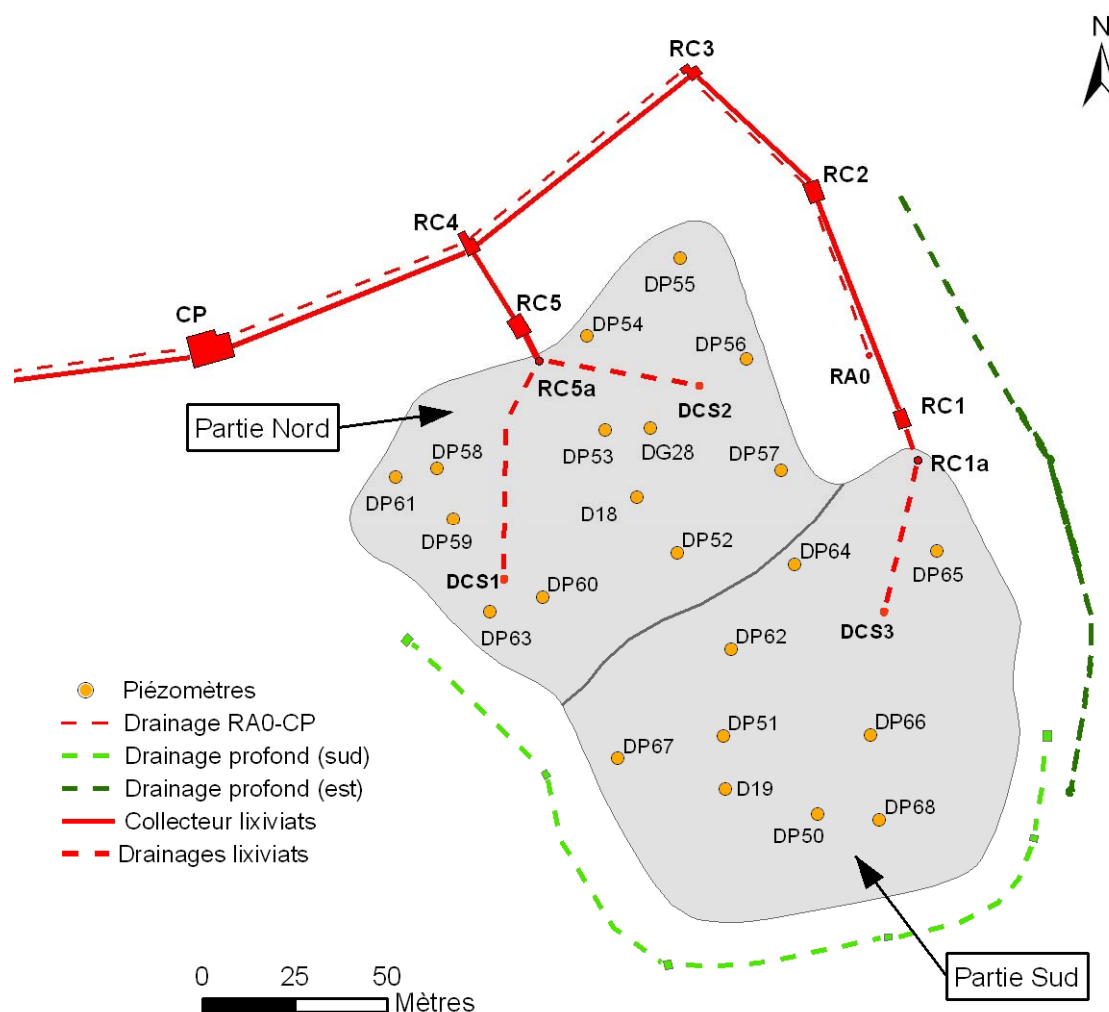 N
RC3
RC2
RC4
RC5
CP
DP55
DP54
DP56
RA0
RC5a
DCS2
RC1
Partie Nord
DP58
DP53
DG28
DP57
RC1a
DP61
D18
DP59
DP52
DP64
DP65
DCS1
DP60
DP63
DCS3
DP62
Piézomètres
Drainage RA0-CP
Drainage profond (sud)
Drainage profond (est)
Collecteur lixiviats
Drainages lixiviats
DP51
DP66
DP67
D19
DP50
DP68
Partie Sud
0 25 50
Mètres